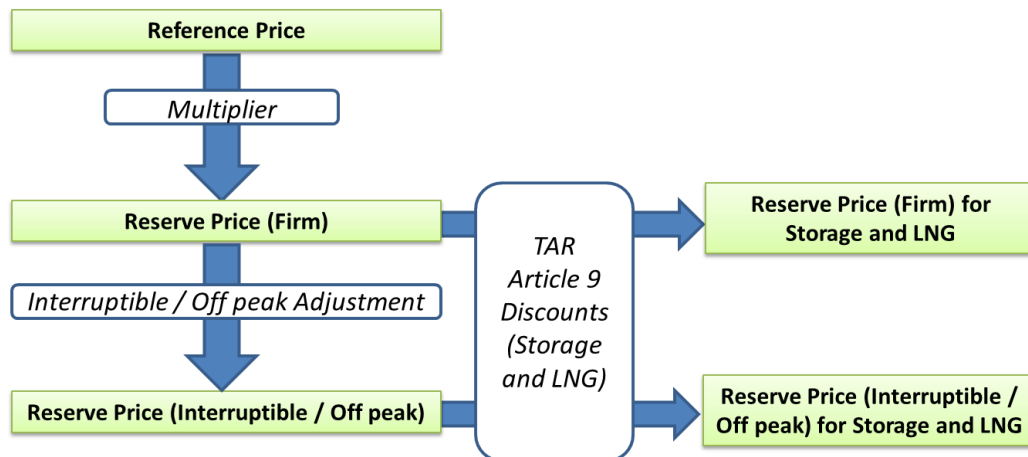 Reference Price
Multiplier
Reserve Price (Firm)
Interruptible / Off peak Adjustment
Reserve Price (Interruptible / Off peak)
TAR
Article 9
Discounts
(Storage
and LNG)
Reserve Price (Firm) for
Storage and LNG
Reserve Price (Interruptible /
Off peak) for Storage and LNG